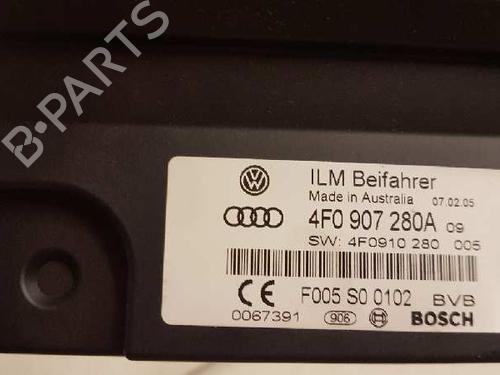 B-PARTS
ILM Beifahrer
Made in Australia 07.02.05
4F0 907 280A 09
SW: 4F0910 280 005
CE F005 S0 0102 BVB
0067391 906 BOSCH